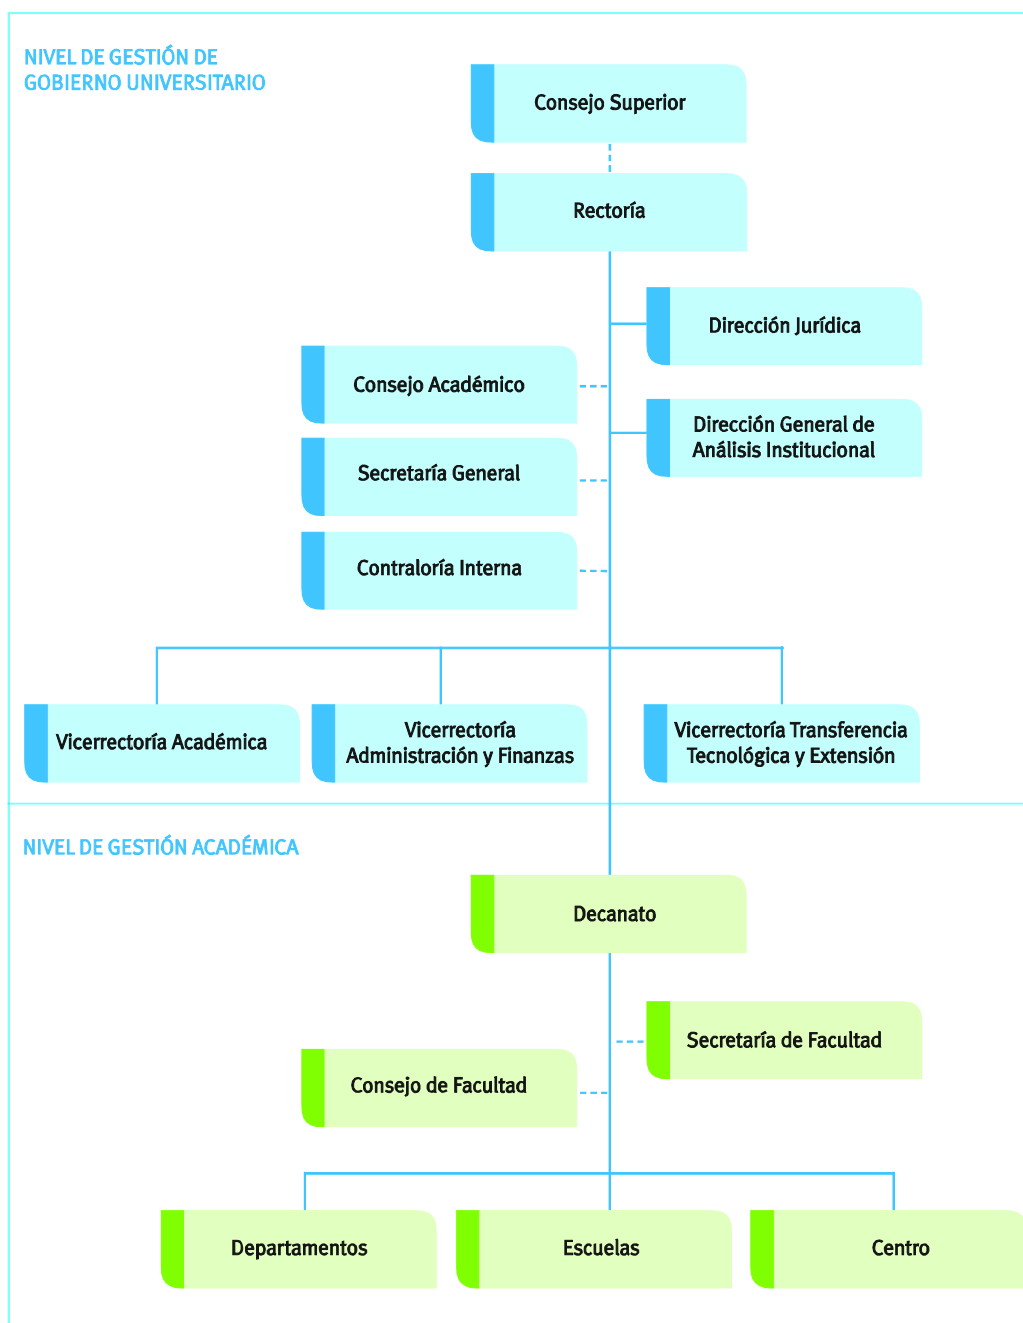 NIVEL DE GESTIÓN DE
GOBIERNO UNIVERSITARIO
Consejo Superior
Rectoría
Dirección Jurídica
Consejo Académico
Dirección General de
Análisis Institucional
Secretaría General
Contraloría Interna
Vicerrectoría Académica
Vicerrectoría
Administración y Finanzas
Vicerrectoría Transferencia
Tecnológica y Extensión
NIVEL DE GESTIÓN ACADÉMICA
Decanato
Secretaría de Facultad
Consejo de Facultad
Departamentos
Escuelas
Centro